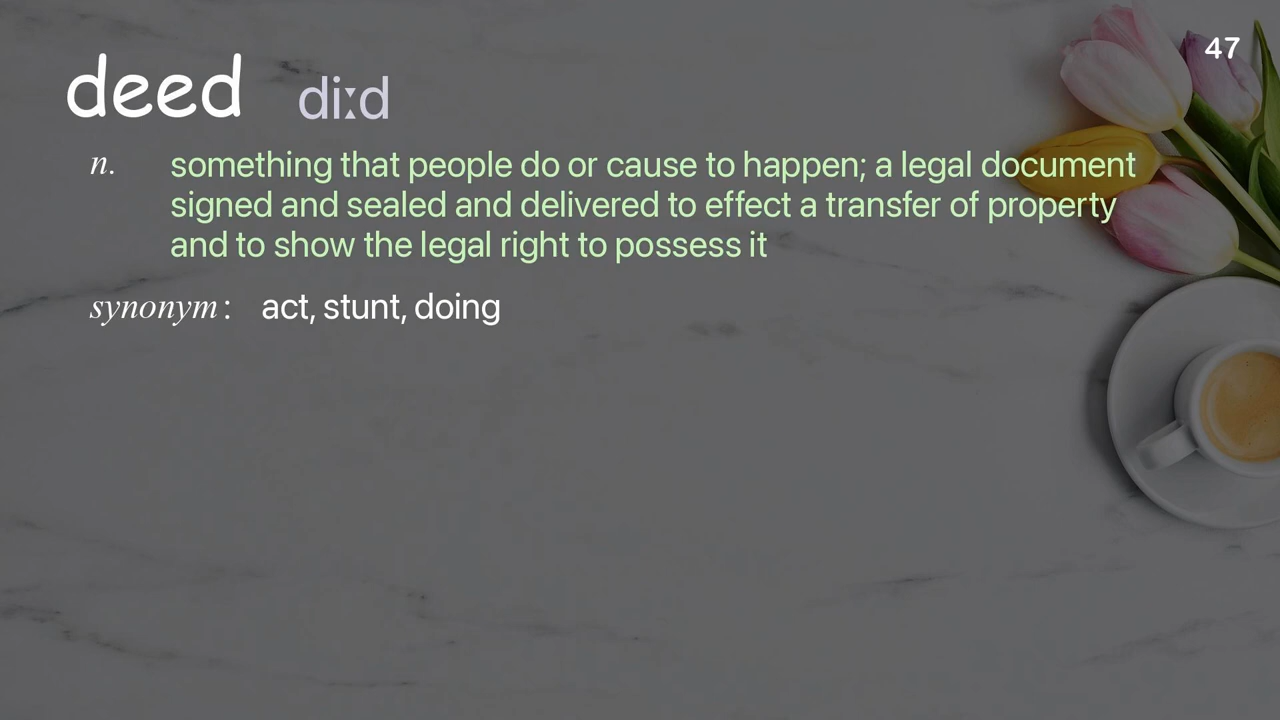 47
deed diːd
n. something that people do or cause to happen; a legal document
signed and sealed and delivered to effect a transfer of property
and to show the legal right to possess it
synonym: act, stunt, doing